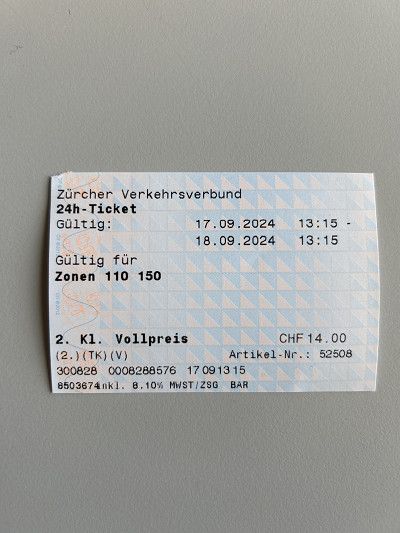 Zürcher Verkehrsverbund
24h-Ticket
Gültig: 17.09.2024 13:15 -
18.09.2024 13:15
Gültig für
Zonen 110 150
2. Kl. Vollpreis CHF 14.00
(2.)(TK)(V) Artikel-Nr.: 52508
300828 0008288576 17091315
8503674inkl. 8.10% MWST/ZSG BAR